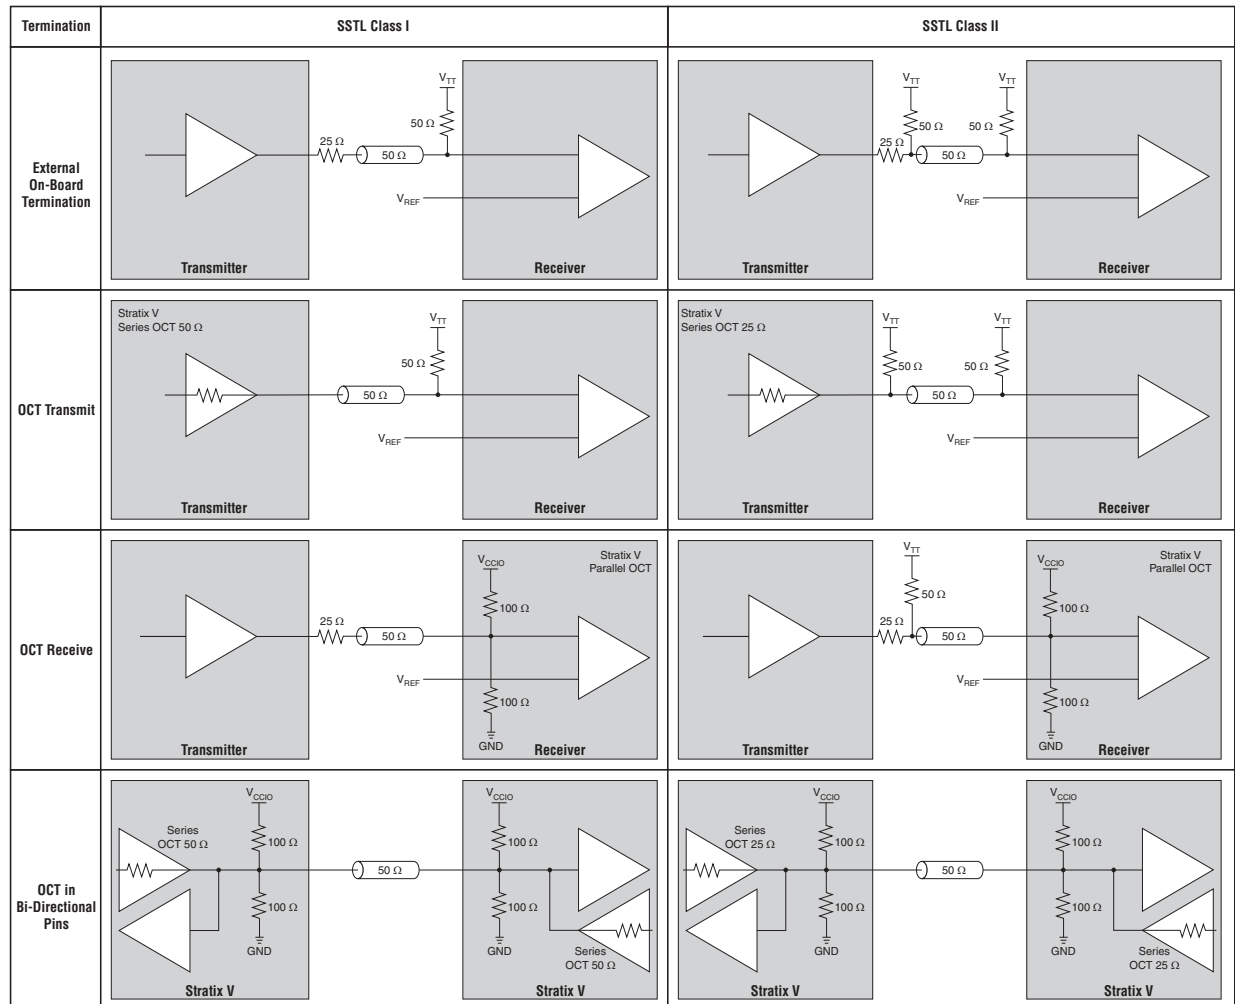 Termination
SSTL Class I
SSTL Class II
External
On-Board
Termination
VTT
50 Ω
25 Ω
50 Ω
VREF
Transmitter
Receiver
VTT
VTT
50 Ω
50 Ω
25 Ω
50 Ω
VREF
Transmitter
Receiver
OCT Transmit
Stratix V
Series OCT 50 Ω
VTT
50 Ω
50 Ω
VREF
Transmitter
Receiver
Stratix V
Series OCT 25 Ω
VTT
VTT
50 Ω
50 Ω
50 Ω
VREF
Transmitter
Receiver
OCT Receive
VCCIO
Stratix V
Parallel OCT
100 Ω
25 Ω
50 Ω
VREF
100 Ω
GND
Transmitter
Receiver
VTT
VCCIO
Stratix V
Parallel OCT
50 Ω
100 Ω
25 Ω
50 Ω
VREF
100 Ω
GND
Transmitter
Receiver
OCT in
Bi-Directional
Pins
VCCIO
VCCIO
Series
OCT 50 Ω
100 Ω
100 Ω
50 Ω
100 Ω
100 Ω
GND
GND
Series
OCT 50 Ω
Stratix V
Stratix V
VCCIO
VCCIO
Series
OCT 25 Ω
100 Ω
100 Ω
50 Ω
100 Ω
100 Ω
GND
GND
Series
OCT 25 Ω
Stratix V
Stratix V